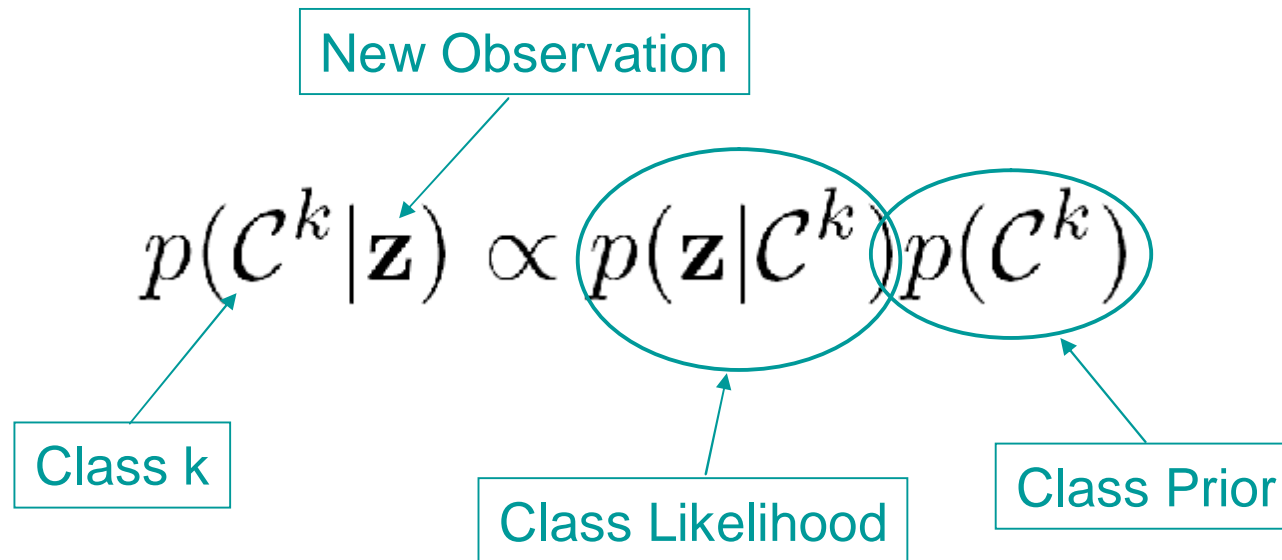 New Observation
p(𝒞^k|𝐳) ∝ p(𝐳|𝒞^k)p(𝒞^k)
Class k
Class Likelihood
Class Prior